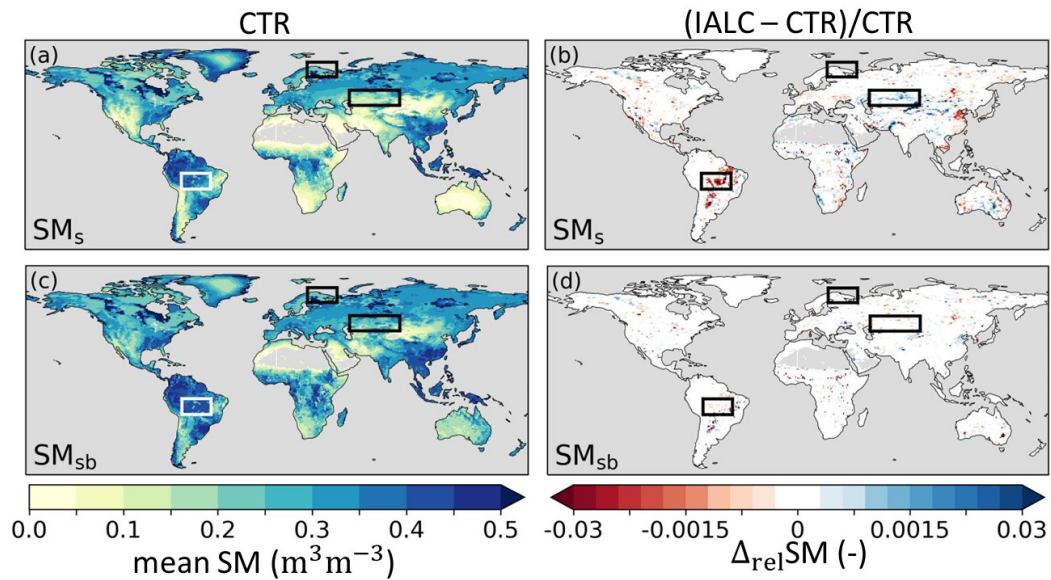 CTR
(IALC – CTR)/CTR
(a)
(b)
SMs
SMs
(c)
(d)
SMsb
SMsb
0.0 0.1 0.2 0.3 0.4 0.5
-0.03 -0.0015 0 0.0015 0.03
mean SM (m³m⁻³)
ΔrelSM (-)